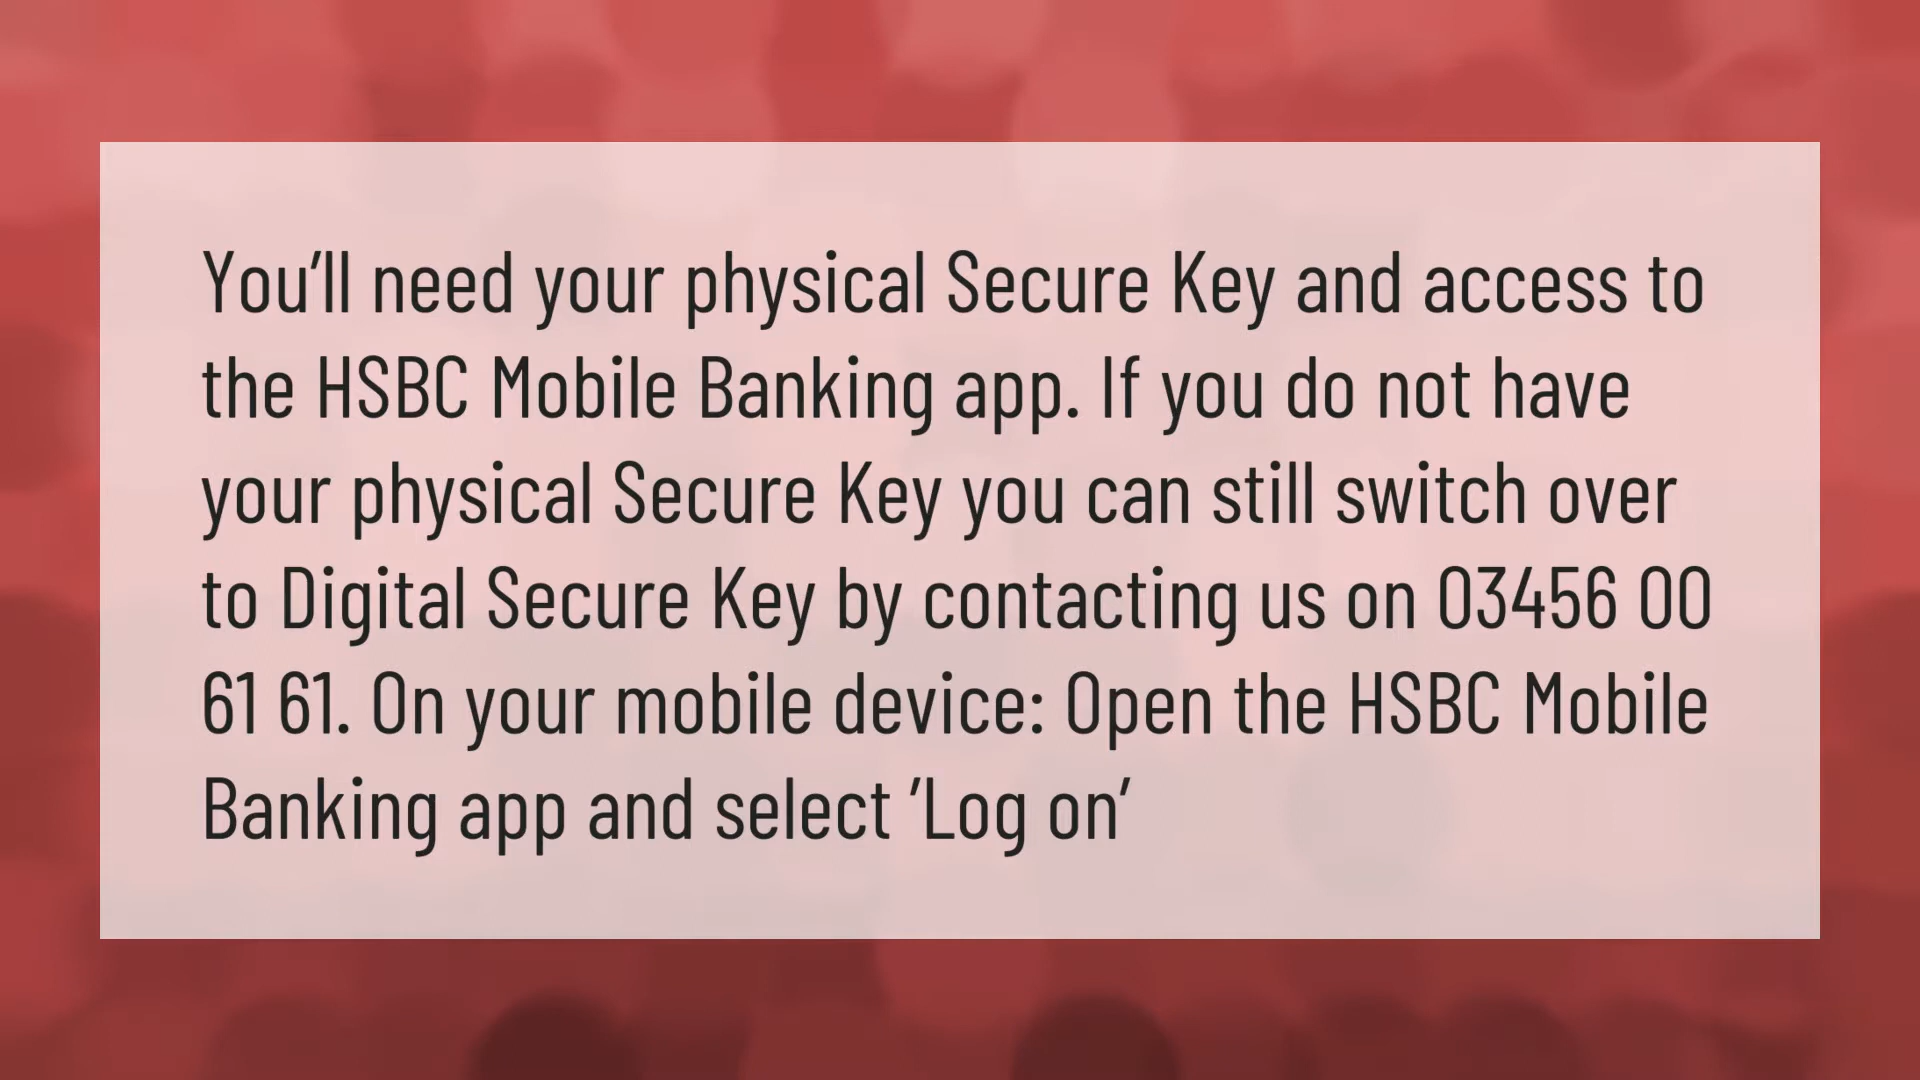 You’ll need your physical Secure Key and access to
the HSBC Mobile Banking app. If you do not have
your physical Secure Key you can still switch over
to Digital Secure Key by contacting us on 03456 00
61 61. On your mobile device: Open the HSBC Mobile
Banking app and select ’Log on’